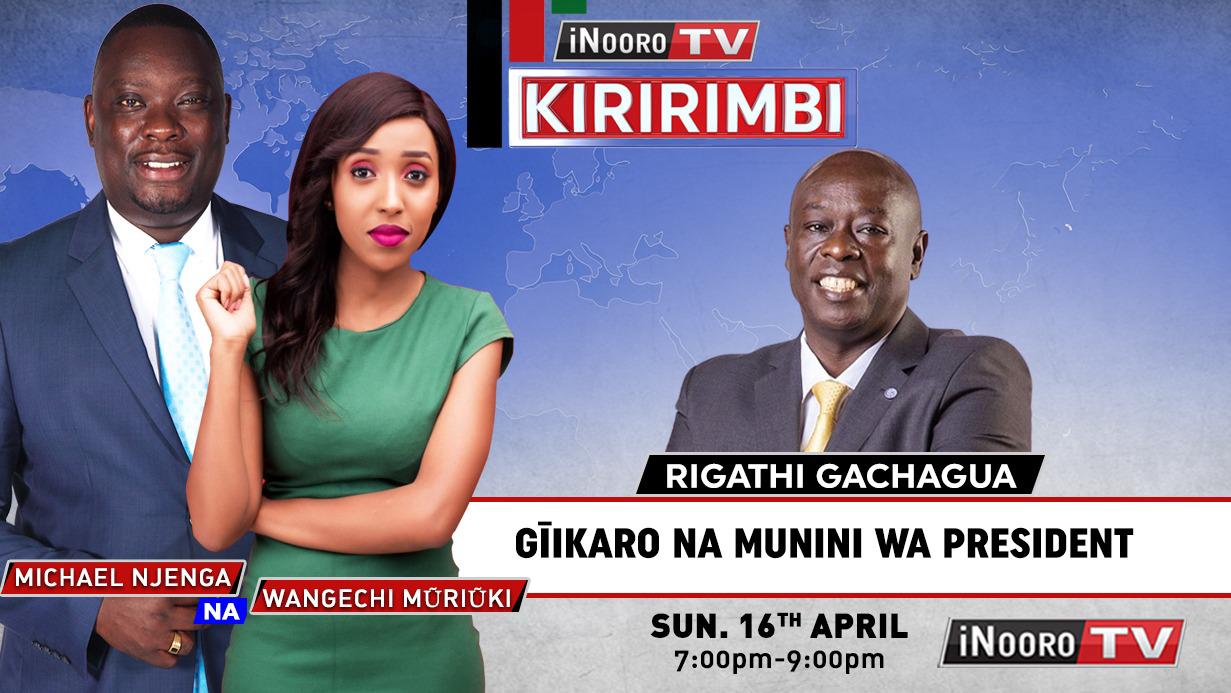 iNOORO TV
KIRIRIMBI
RIGATHI GACHAGUA
GĪIKARO NA MUNINI WA PRESIDENT
MICHAEL NJENGA
NA
WANGECHI MŨRIŨKI
SUN. 16TH APRIL
7:00pm-9:00pm
iNOORO TV